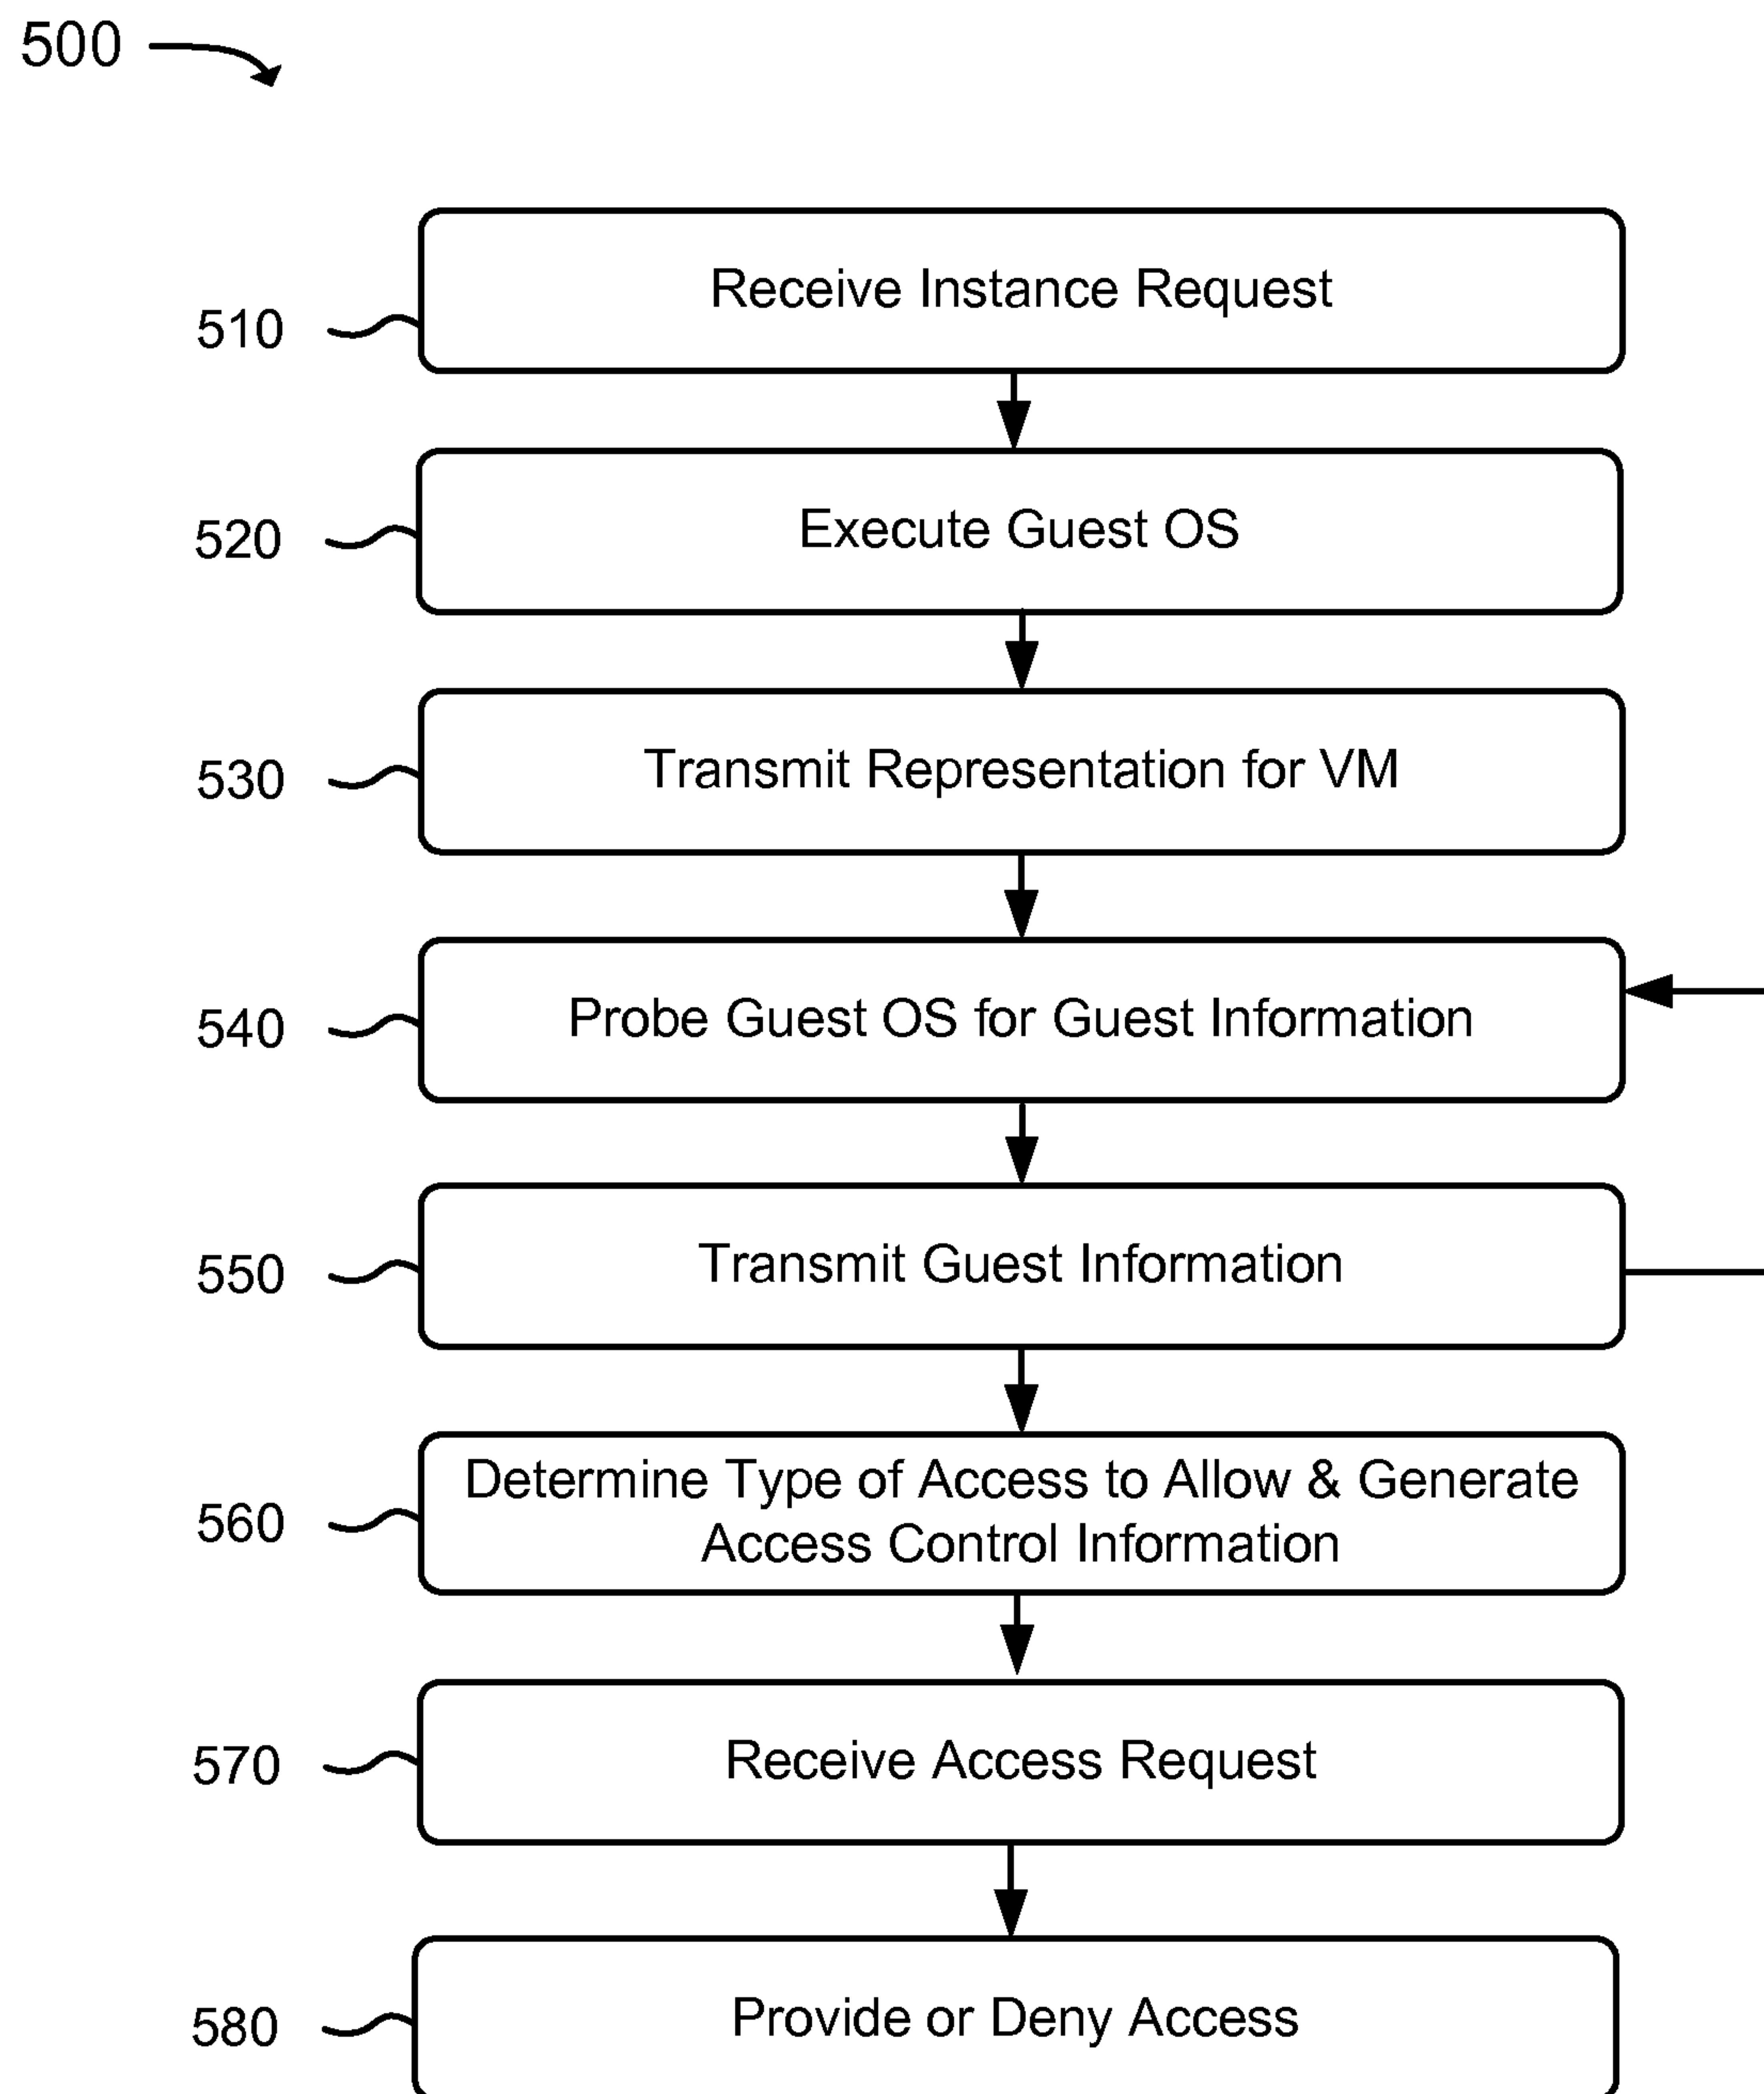 500
Receive Instance Request
510
Execute Guest OS
520
Transmit Representation for VM
530
Probe Guest OS for Guest Information
540
Transmit Guest Information
550
Determine Type of Access to Allow & Generate
Access Control Information
560
Receive Access Request
570
Provide or Deny Access
580